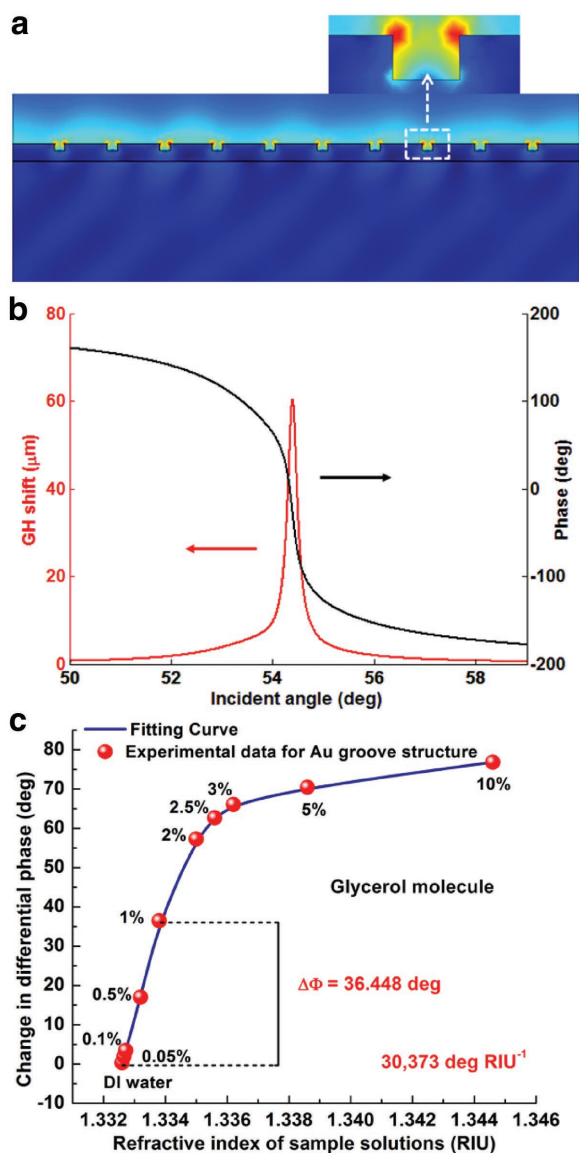 a
b
80
60
40
20
0
GH shift (μm)
200
100
0
-100
-200
Phase (deg)
50
52
54
56
58
Incident angle (deg)
c
Fitting Curve
Experimental data for Au groove structure
80
70
60
50
40
30
20
10
0
-10
Change in differential phase (deg)
3%
2.5%
2%
5%
10%
1%
Glycerol molecule
0.5%
ΔΦ = 36.448 deg
0.1%
0.05%
DI water
30,373 deg RIU⁻¹
1.332 1.334 1.336 1.338 1.340 1.342 1.344 1.346
Refractive index of sample solutions (RIU)